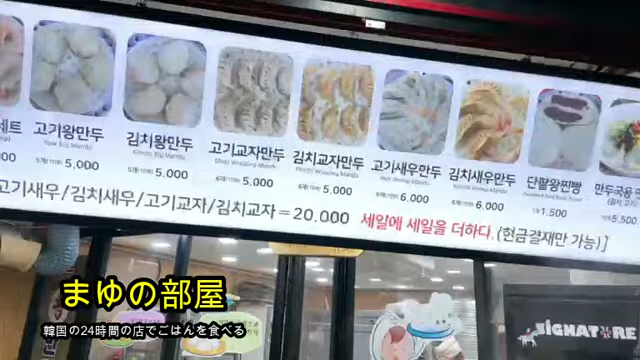 세트
고기왕만두
5,000
김치왕만두
5,000
고기교자만두
5,000
김치교자만두
5,000
고기새우만두
6,000
김치새우만두
6,000
단팥왕찐빵
1,500
만두국용
5,500
고기새우/김치새우/고기교자/김치교자=20.000 세일에 세일을 더하다. (현금결재만 가능)]
まゆの部屋
韓国の24時間の店でごはんを食べる
SIGNATURE